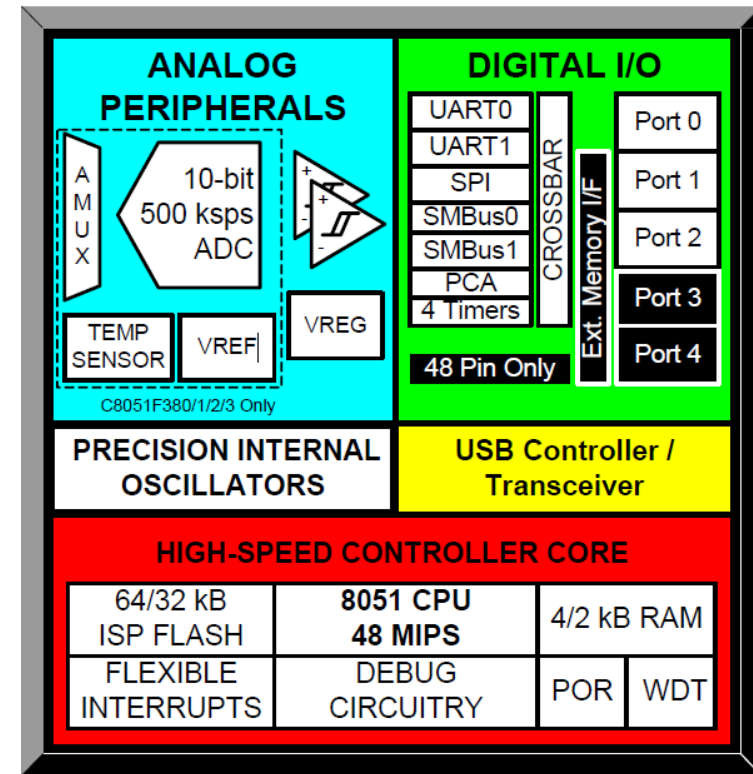 ANALOG
PERIPHERALS
A
M
U
X
10-bit
500 ksps
ADC
+
-
+
-
TEMP
SENSOR
VREF
VREG
C8051F380/1/2/3 Only
DIGITAL I/O
UART0
UART1
SPI
SMBus0
SMBus1
PCA
4 Timers
CROSSBAR
Ext. Memory I/F
Port 0
Port 1
Port 2
Port 3
Port 4
48 Pin Only
PRECISION INTERNAL
OSCILLATORS
USB Controller /
Transceiver
HIGH-SPEED CONTROLLER CORE
64/32 kB
ISP FLASH
8051 CPU
48 MIPS
4/2 kB RAM
FLEXIBLE
INTERRUPTS
DEBUG
CIRCUITRY
POR
WDT